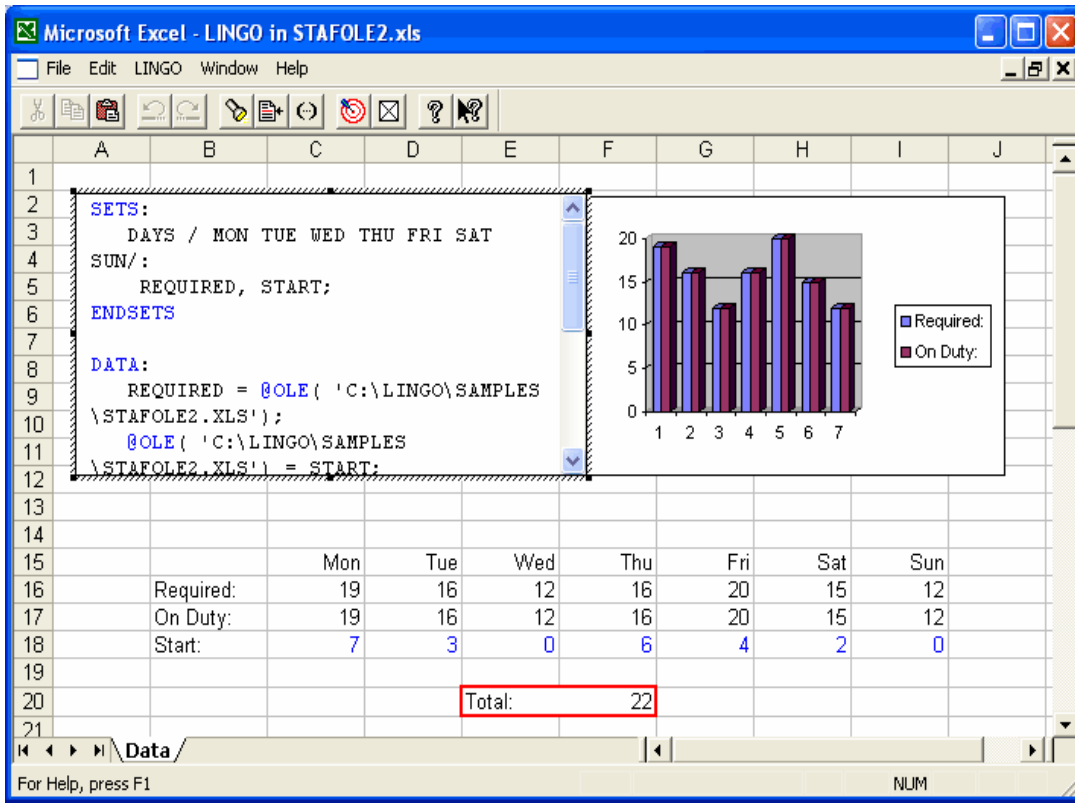 Microsoft Excel - LINGO in STAFOLE2.xls
File Edit LINGO Window Help
A B C D E F G H I J
1
2
3
4
5
6
7
8
9
10
11
12
13
14
15
16
17
18
19
20
21
SETS:
DAYS / MON TUE WED THU FRI SAT
SUN/:
REQUIRED, START;
ENDSETS
DATA:
REQUIRED = @OLE( 'C:\LINGO\SAMPLES
\STAFOLE2.XLS');
@OLE( 'C:\LINGO\SAMPLES
\STAFOLE2.XLS') = START;
20
15
10
5
0
1 2 3 4 5 6 7
Required:
On Duty:
Mon Tue Wed Thu Fri Sat Sun
Required: 19 16 12 16 20 15 12
On Duty: 19 16 12 16 20 15 12
Start: 7 3 0 6 4 2 0
Total: 22
Data
For Help, press F1 NUM